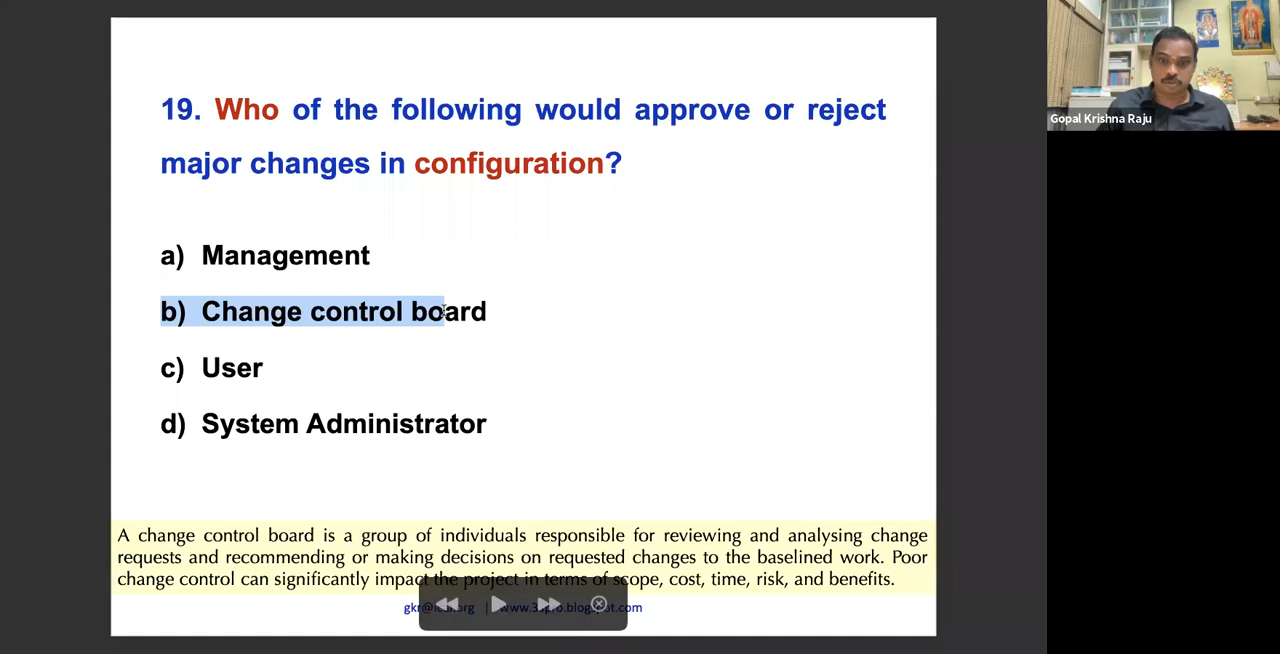 19. Who of the following would approve or reject
major changes in configuration?
a) Management
b) Change control board
c) User
d) System Administrator
A change control board is a group of individuals responsible for reviewing and analysing change
requests and recommending or making decisions on requested changes to the baselined work. Poor
change control can significantly impact the project in terms of scope, cost, time, risk, and benefits.
Gopal Krishna Raju